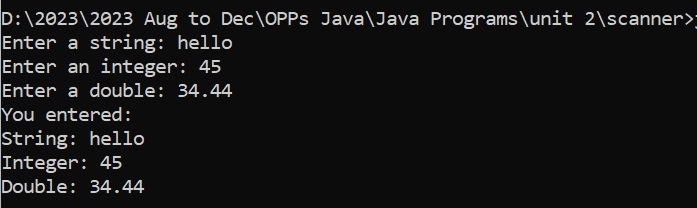 D:\2023\2023 Aug to Dec\OPPs Java\Java Programs\unit 2\scanner>
Enter a string: hello
Enter an integer: 45
Enter a double: 34.44
You entered:
String: hello
Integer: 45
Double: 34.44